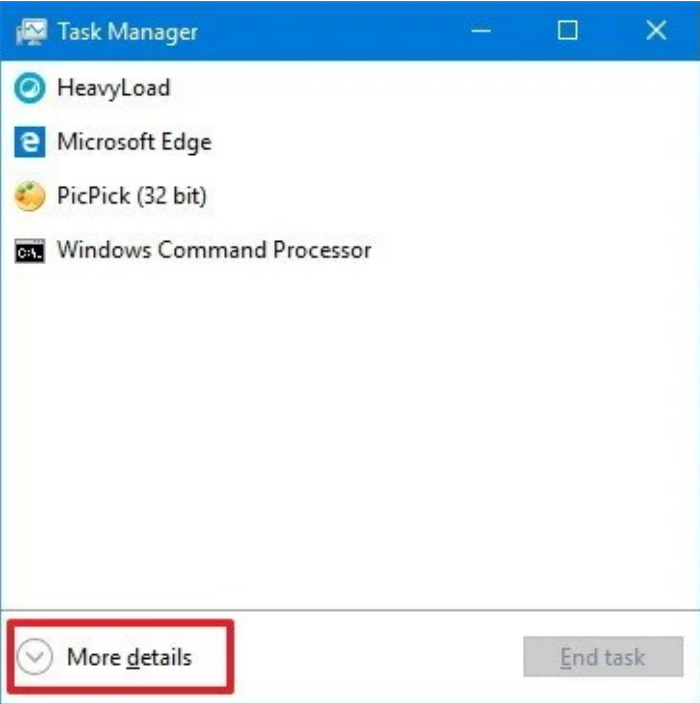 Task Manager
HeavyLoad
Microsoft Edge
PicPick (32 bit)
C:\.
Windows Command Processor
More details
End task